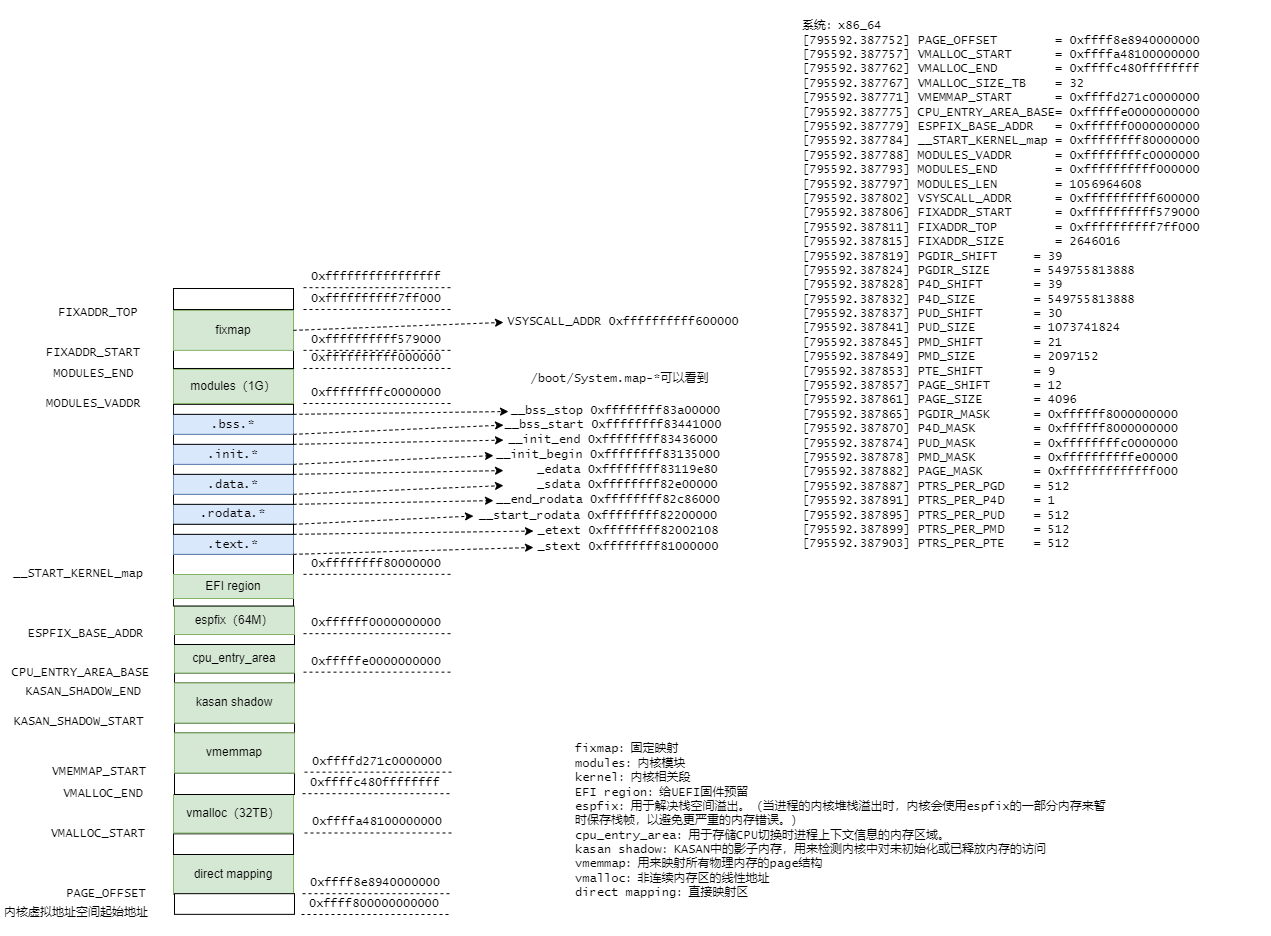 系统: x86_64
[795592.387752] PAGE_OFFSET = 0xffff8e8940000000
[795592.387757] VMALLOC_START = 0xffffa48100000000
[795592.387762] VMALLOC_END = 0xffffc480ffffffff
[795592.387767] VMALLOC_SIZE_TB = 32
[795592.387771] VMEMMAP_START = 0xffffd271c0000000
[795592.387775] CPU_ENTRY_AREA_BASE= 0xfffffe0000000000
[795592.387779] ESPFIX_BASE_ADDR = 0xffffff0000000000
[795592.387784] __START_KERNEL_map = 0xffffffff80000000
[795592.387788] MODULES_VADDR = 0xffffffffc0000000
[795592.387793] MODULES_END = 0xffffffffff000000
[795592.387797] MODULES_LEN = 1056964608
[795592.387802] VSYSCALL_ADDR = 0xffffffffff600000
[795592.387806] FIXADDR_START = 0xffffffffff579000
[795592.387811] FIXADDR_TOP = 0xffffffffff7ff000
[795592.387815] FIXADDR_SIZE = 2646016
[795592.387819] PGDIR_SHIFT = 39
[795592.387824] PGDIR_SIZE = 549755813888
[795592.387828] P4D_SHIFT = 39
[795592.387832] P4D_SIZE = 549755813888
[795592.387837] PUD_SHIFT = 30
[795592.387841] PUD_SIZE = 1073741824
[795592.387845] PMD_SHIFT = 21
[795592.387849] PMD_SIZE = 2097152
[795592.387853] PTE_SHIFT = 9
[795592.387857] PAGE_SHIFT = 12
[795592.387861] PAGE_SIZE = 4096
[795592.387865] PGDIR_MASK = 0xffffff8000000000
[795592.387870] P4D_MASK = 0xffffff8000000000
[795592.387874] PUD_MASK = 0xffffffffc0000000
[795592.387878] PMD_MASK = 0xffffffffffe00000
[795592.387882] PAGE_MASK = 0xfffffffffffff000
[795592.387887] PTRS_PER_PGD = 512
[795592.387891] PTRS_PER_P4D = 1
[795592.387895] PTRS_PER_PUD = 512
[795592.387899] PTRS_PER_PMD = 512
[795592.387903] PTRS_PER_PTE = 512
0xffffffffffffffff
0xffffffffff7ff000
FIXADDR_TOP
fixmap
VSYSCALL_ADDR 0xffffffffff600000
0xffffffffff579000
FIXADDR_START
0xffffffffff000000
MODULES_END
modules（1G）
/boot/System.map-*可以看到
0xffffffffc0000000
MODULES_VADDR
__bss_stop 0xffffffff83a00000
.bss.*
__bss_start 0xffffffff83441000
__init_end 0xffffffff83436000
.init.*
__init_begin 0xffffffff83135000
_edata 0xffffffff83119e80
.data.*
_sdata 0xffffffff82e00000
__end_rodata 0xffffffff82c86000
.rodata.*
__start_rodata 0xffffffff82200000
_etext 0xffffffff82002108
.text.*
_stext 0xffffffff81000000
0xffffffff80000000
__START_KERNEL_map
EFI region
espfix（64M）
0xffffff0000000000
ESPFIX_BASE_ADDR
cpu_entry_area
0xfffffe0000000000
CPU_ENTRY_AREA_BASE
KASAN_SHADOW_END
kasan shadow
KASAN_SHADOW_START
vmemmap
0xffffd271c0000000
VMEMMAP_START
0xffffc480ffffffff
VMALLOC_END
vmalloc（32TB）
0xffffa48100000000
VMALLOC_START
direct mapping
0xffff8e8940000000
PAGE_OFFSET
0xffff800000000000
内核虚拟地址空间起始地址
fixmap: 固定映射
modules: 内核模块
kernel: 内核相关段
EFI region: 给UEFI固件预留
espfix: 用于解决栈空间溢出。（当进程的内核堆栈溢出时，内核会使用espfix的一部分内存来暂
时保存栈帧，以避免更严重的内存错误。）
cpu_entry_area: 用于存储CPU切换时进程上下文信息的内存区域。
kasan shadow: KASAN中的影子内存，用来检测内核中对未初始化或已释放内存的访问
vmemmap: 用来映射所有物理内存的page结构
vmalloc: 非连续内存区的线性地址
direct mapping: 直接映射区